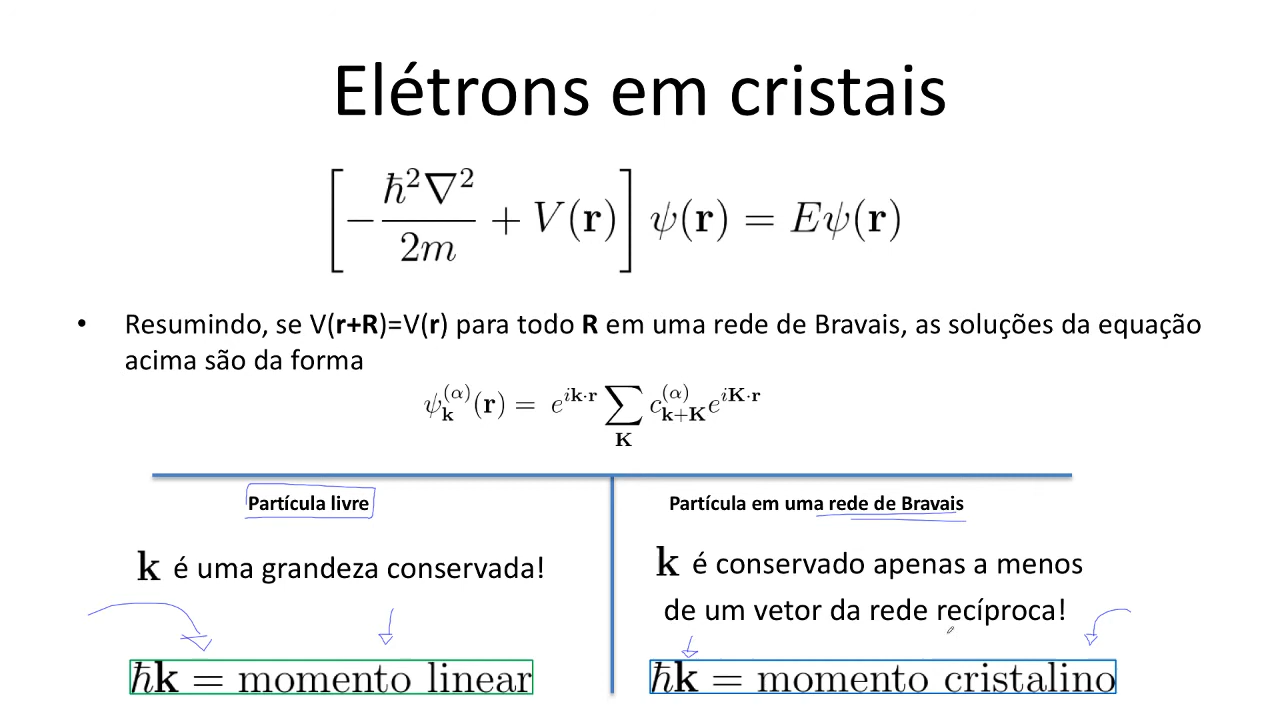 Elétrons em cristais
[-ℏ²∇²/2m + V(r)] ψ(r) = Eψ(r)
• Resumindo, se V(r+R)=V(r) para todo R em uma rede de Bravais, as soluções da equação
acima são da forma
ψ_k^(α)(r) = e^{ik·r} ∑_K c_{k+K}^(α) e^{iK·r}
Partícula livre
k é uma grandeza conservada!
ℏk = momento linear
Partícula em uma rede de Bravais
k é conservado apenas a menos
de um vetor da rede recíproca!
ℏk = momento cristalino